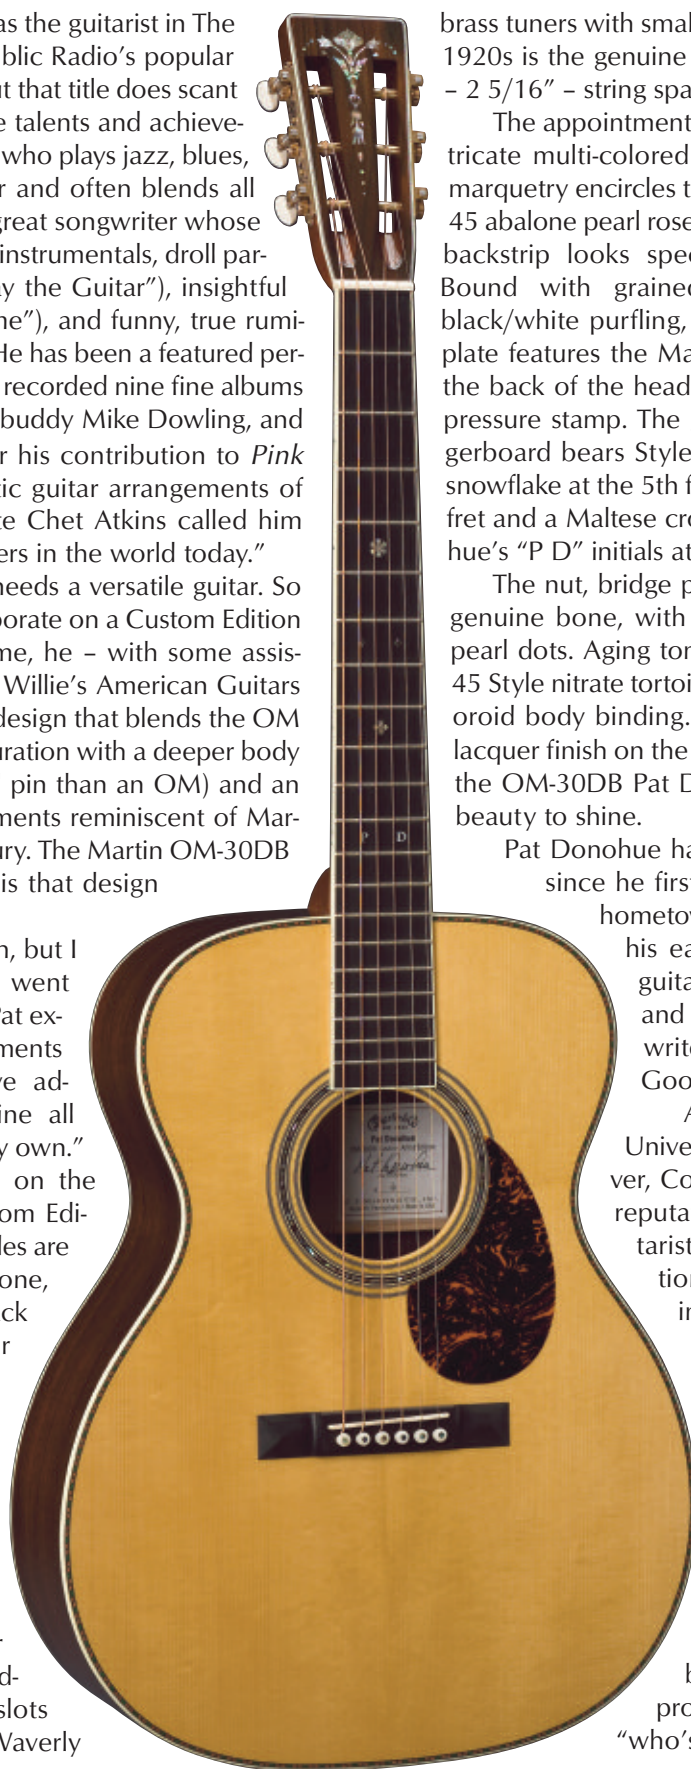 as the guitarist in The
blic Radio’s popular
ut that title does scant
e talents and achieve-
who plays jazz, blues,
r and often blends all
great songwriter whose
instrumentals, droll par-
y the Guitar”), insightful
ne”), and funny, true rumi-
He has been a featured per-
recorded nine fine albums
buddy Mike Dowling, and
r his contribution to Pink
tic guitar arrangements of
te Chet Atkins called him
ers in the world today.”
needs a versatile guitar. So
borate on a Custom Edition
me, he – with some assis-
Willie’s American Guitars
design that blends the OM
uration with a deeper body
pin than an OM) and an
ments reminiscent of Mar-
ury. The Martin OM-30DB
is that design
n, but I
went
Pat ex-
ments
ve ad-
ine all
y own.”
on the
om Edi-
les are
one,
ck
r
r-
d-
slots
Waverly
brass tuners with smal
1920s is the genuine
– 2 5/16” – string spa
The appointment
tricate multi-colored
marquetry encircles t
45 abalone pearl rose
backstrip looks spec
Bound with grained
black/white purfling,
plate features the Ma
the back of the head
pressure stamp. The
gerboard bears Style
snowflake at the 5th f
fret and a Maltese cro
hue’s “P D” initials at
The nut, bridge p
genuine bone, with
pearl dots. Aging ton
45 Style nitrate tortoi
oroid body binding.
lacquer finish on the
the OM-30DB Pat D
beauty to shine.
Pat Donohue ha
since he first
hometow
his ea
guita
and
write
Goo
A
Unive
ver, Co
reputa
tarist
tion
in
b
pro
“who’s
P D
Pat Donohue